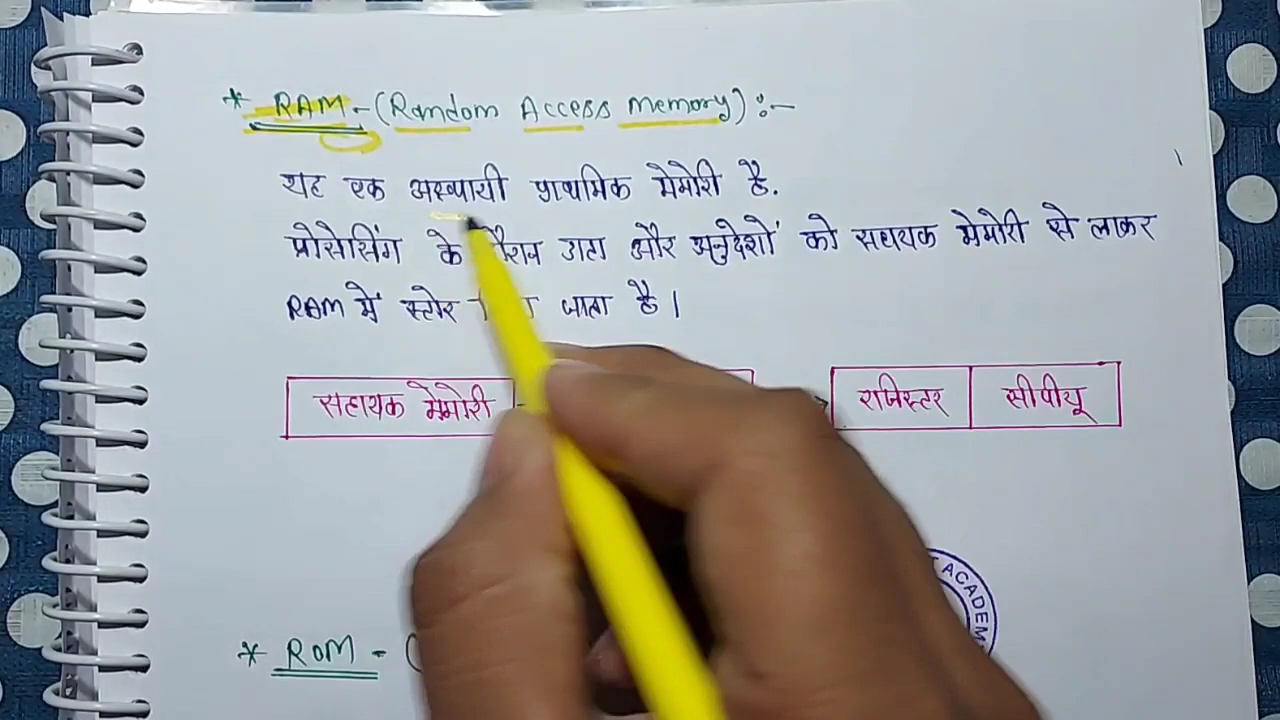 * RAM - (Random Access Memory) :-
यह एक अस्थायी प्राथमिक मेमोरी है.
प्रोसेसिंग के डाटा और अनुदेशों को सहायक मेमोरी से लाकर
RAM में स्टोर जाता है।
सहायक मेमोरी
रजिस्टर सीपीयू
* ROM - (